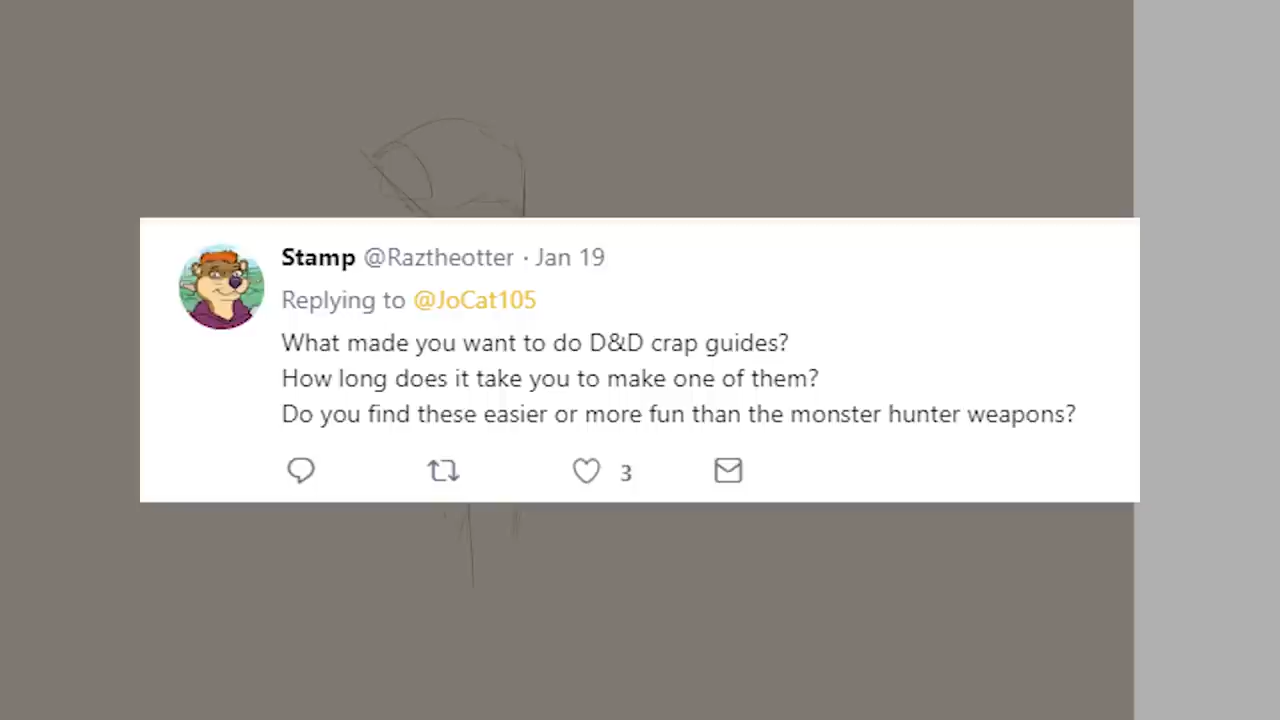 Stamp @Raztheotter · Jan 19
Replying to @JoCat105
What made you want to do D&D crap guides?
How long does it take you to make one of them?
Do you find these easier or more fun than the monster hunter weapons?
3